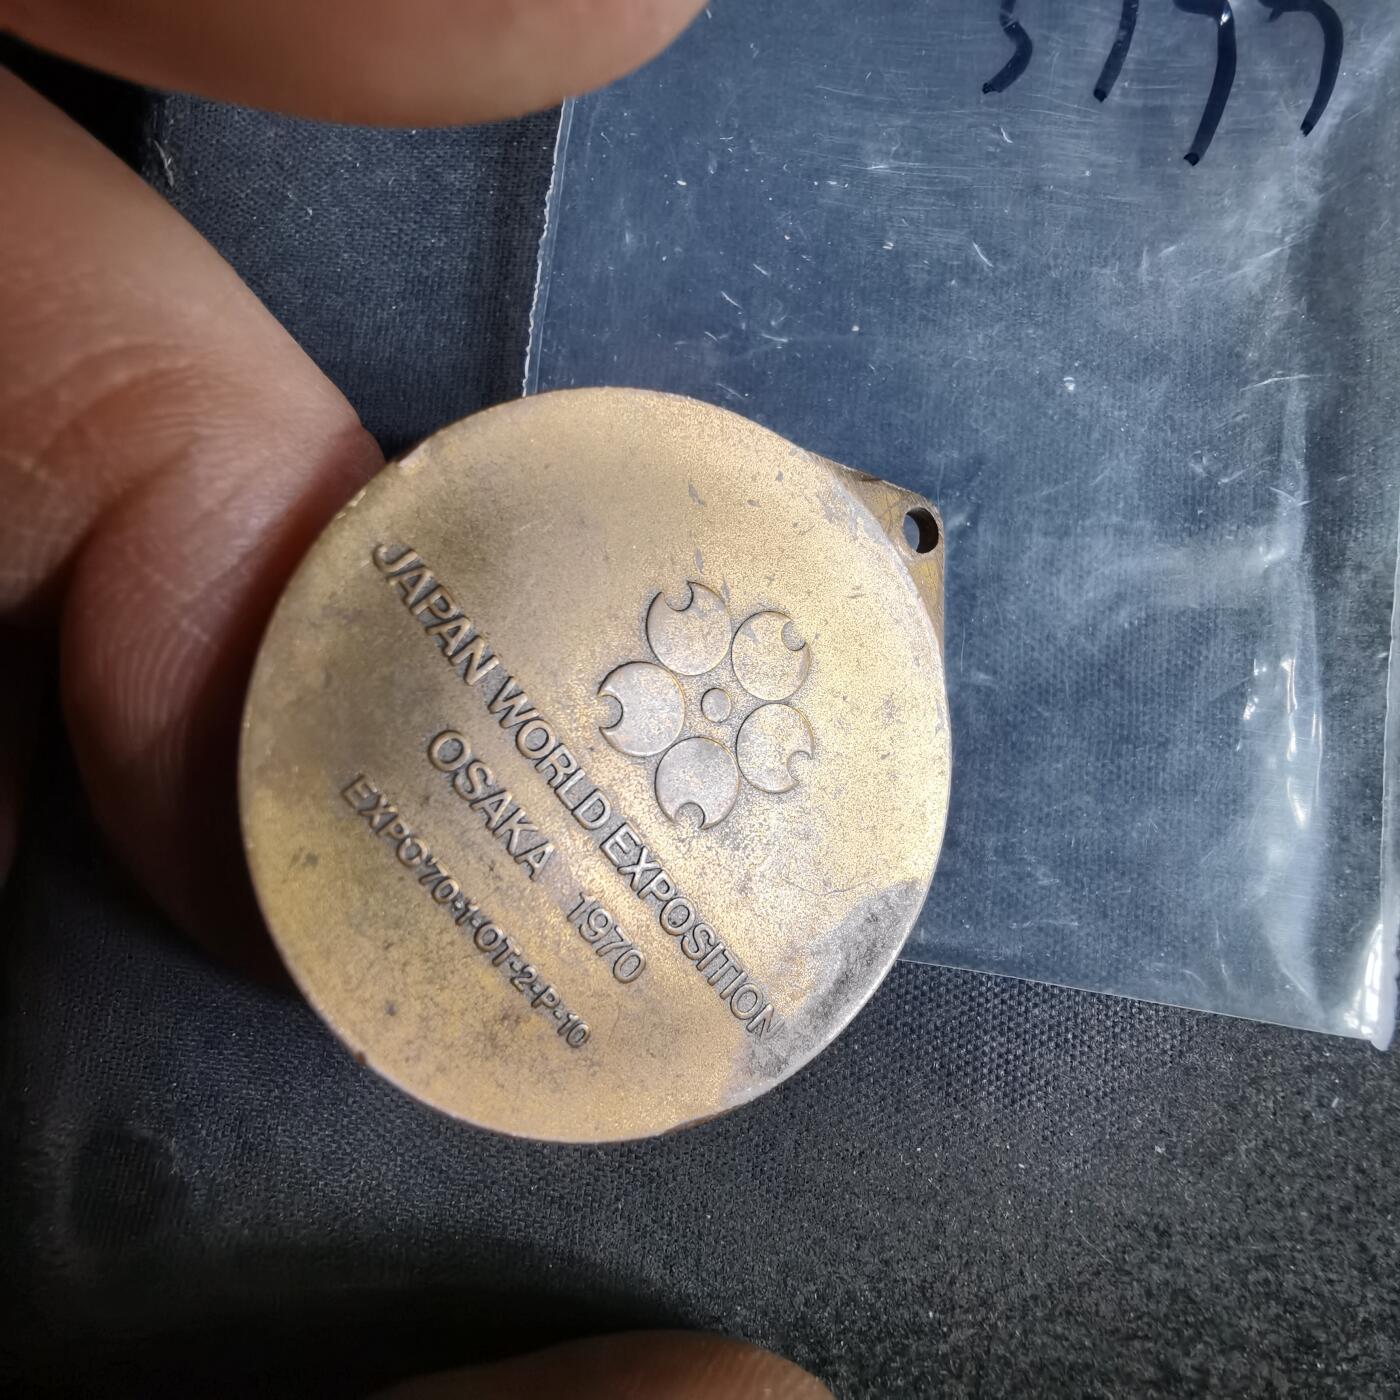 JAPAN WORLD EXPOSITION
OSAKA 1970
EXPO'70-1-OT-2-P-10